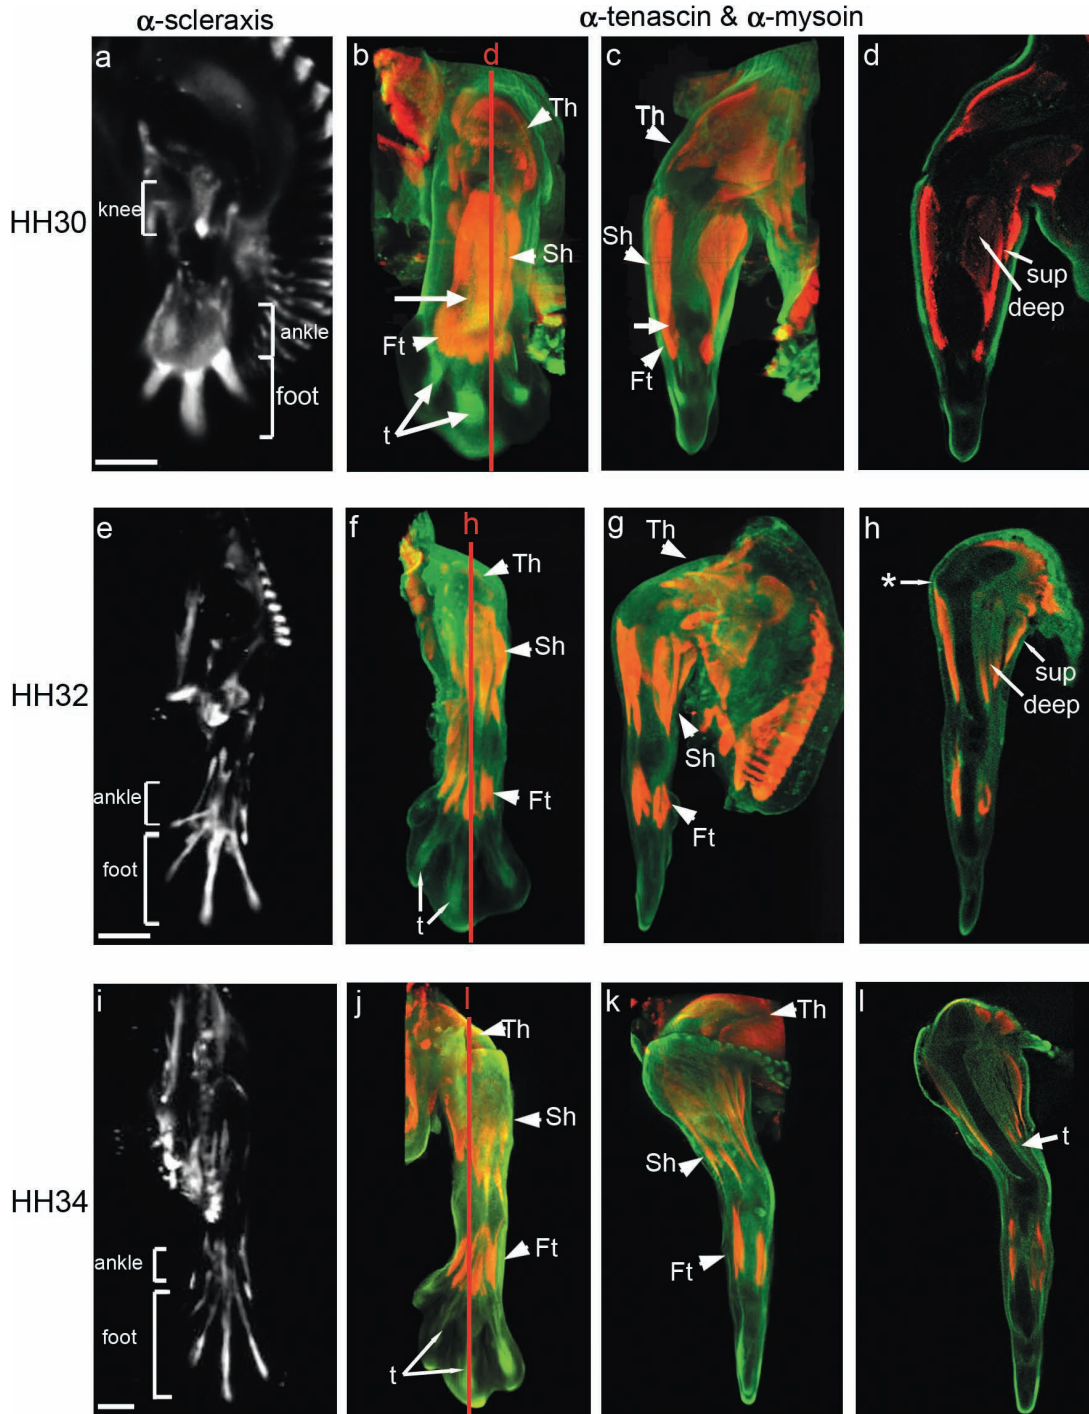 α-scleraxis
α-tenascin & α-mysoin
HH30
a
knee
ankle
foot
b
d
Th
Sh
Ft
t
c
Th
Sh
Ft
d
sup
deep
HH32
e
ankle
foot
f
h
Th
Sh
Ft
t
g
Th
Sh
Ft
h
*
sup
deep
HH34
i
ankle
foot
j
l
Th
Sh
Ft
t
k
Th
Sh
Ft
l
t